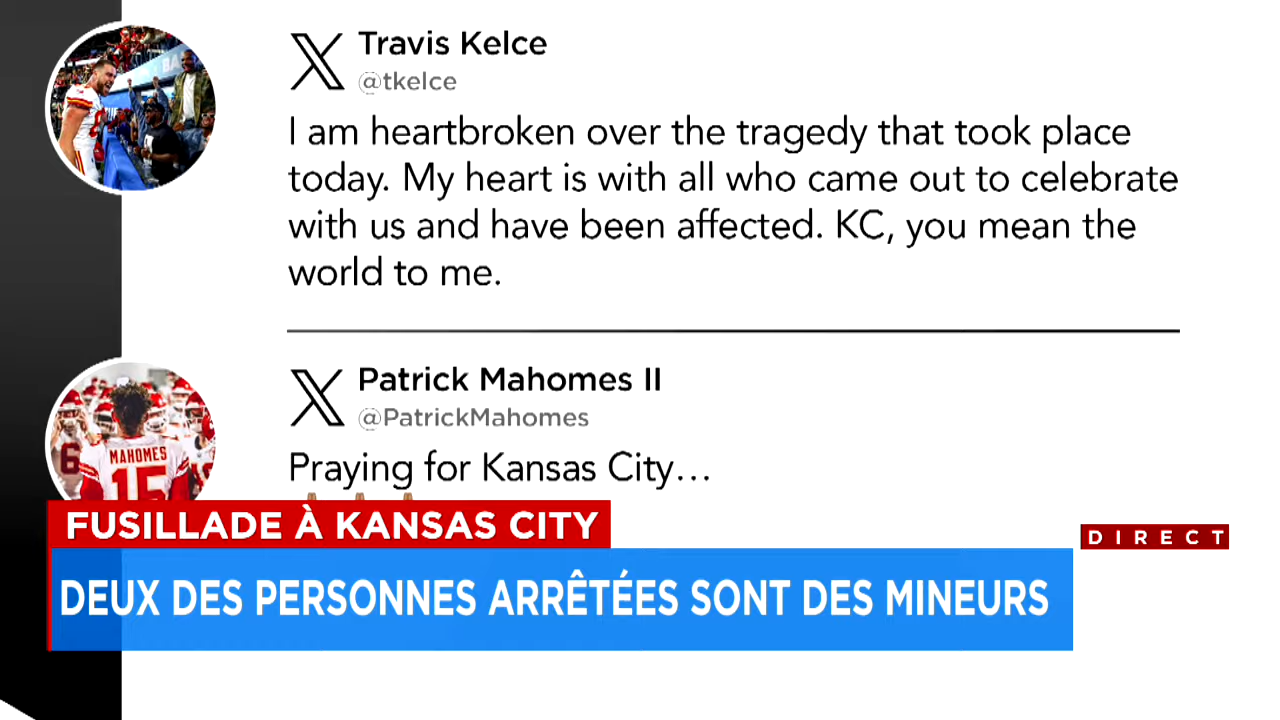 Travis Kelce
@tkelce
I am heartbroken over the tragedy that took place
today. My heart is with all who came out to celebrate
with us and have been affected. KC, you mean the
world to me.
Patrick Mahomes II
@PatrickMahomes
Praying for Kansas City...
MAHOMES
15
FUSILLADE À KANSAS CITY
DIRECT
DEUX DES PERSONNES ARRÊTÉES SONT DES MINEURS